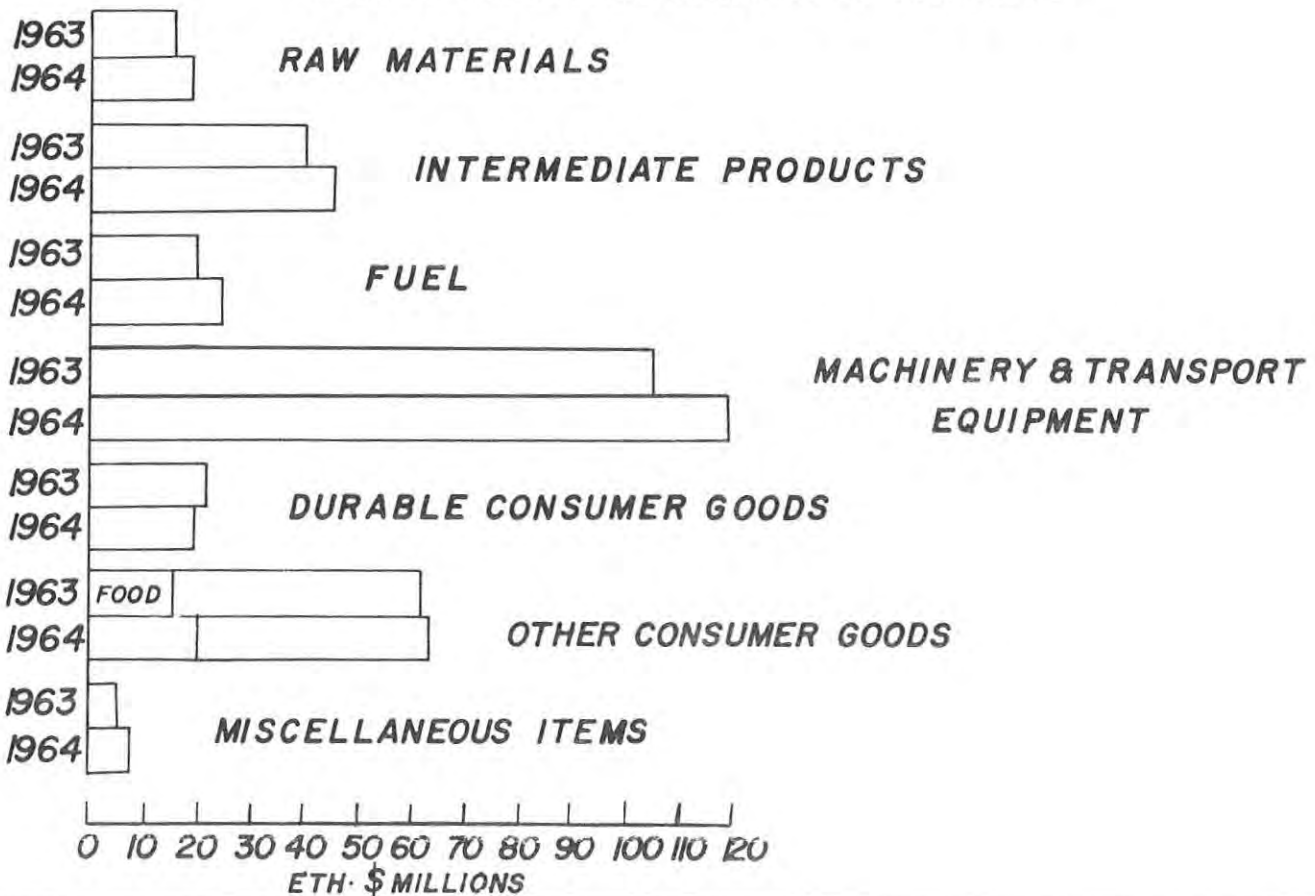 1963
RAW MATERIALS
1964
1963
INTERMEDIATE PRODUCTS
1964
1963
FUEL
1964
1963
MACHINERY & TRANSPORT
EQUIPMENT
1964
1963
DURABLE CONSUMER GOODS
1964
1963 FOOD
OTHER CONSUMER GOODS
1964
1963
MISCELLANEOUS ITEMS
1964
0 10 20 30 40 50 60 70 80 90 100 110 120
ETH. $ MILLIONS